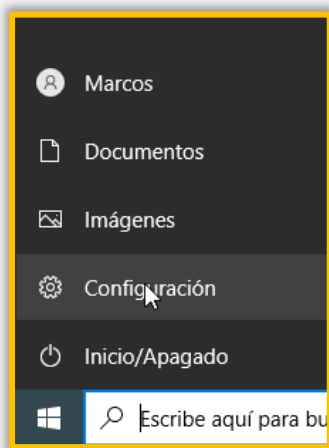 Marcos
Documentos
Imágenes
Configuración
Inicio/Apagado
Escribe aquí para bu